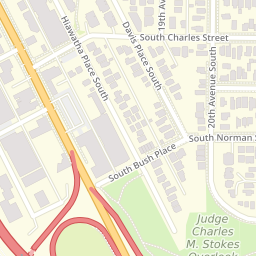 19th Av
Hiawatha Place South
Davis Place South
South Charles Street
20th Avenue South
South Norman S
South Bush Place
Judge
Charles
M. Stokes
Overlook